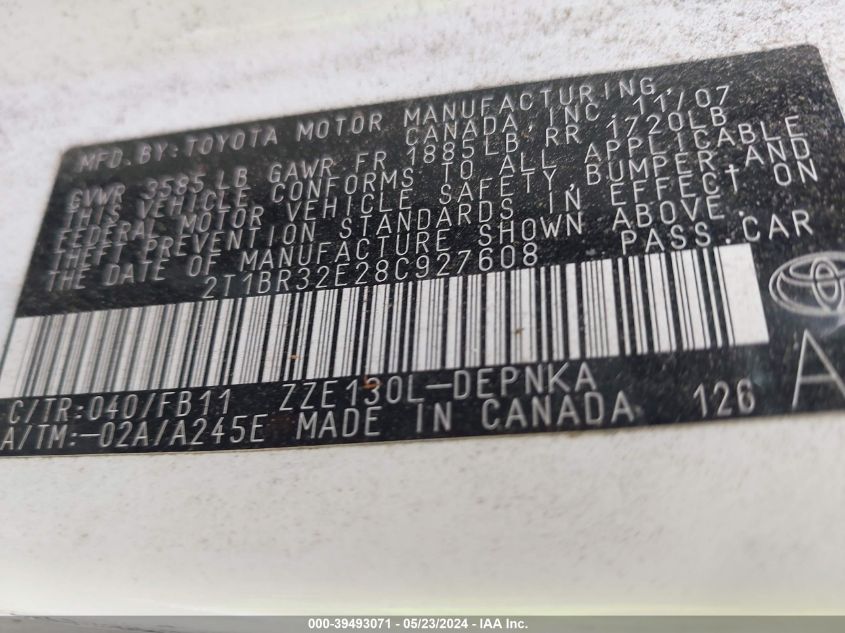 MFD. BY: TOYOTA MOTOR MANUFACTURING,
CANADA, INC. 11/07
GVWR 3585 LB GAWR FR 1885LB RR 1720LB
THIS VEHICLE CONFORMS TO ALL APPLICABLE
FEDERAL MOTOR VEHICLE SAFETY, BUMPER AND
THEFT PREVENTION STANDARDS IN EFFECT ON
THE DATE OF MANUFACTURE SHOWN ABOVE.
2T1BR32E28C927608 PASS. CAR
C/TR:040/FB11 ZZE130L-DEPNKA
A/TM:-02A/A245E MADE IN CANADA 126 A
000-39493071 - 05/23/2024 - IAA Inc.